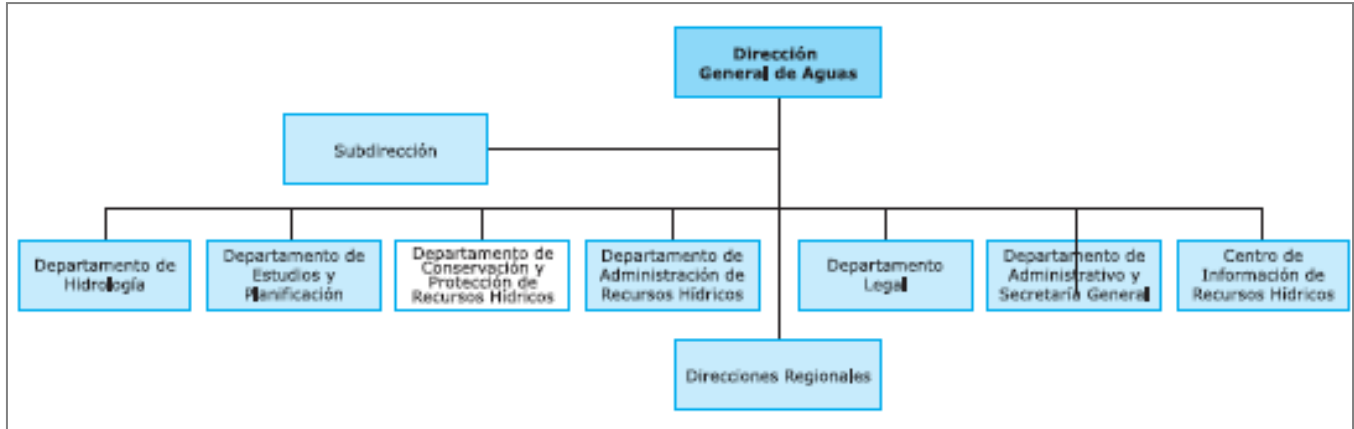 Dirección
General de Aguas
Subdirección
Departamento de
Hidrología
Departamento de
Estudios y
Planificación
Departamento de
Conservación y
Protección de
Recursos Hídricos
Departamento de
Administración de
Recursos Hídricos
Departamento
Legal
Departamento de
Administrativo y
Secretaría General
Centro de
Información de
Recursos Hídricos
Direcciones Regionales